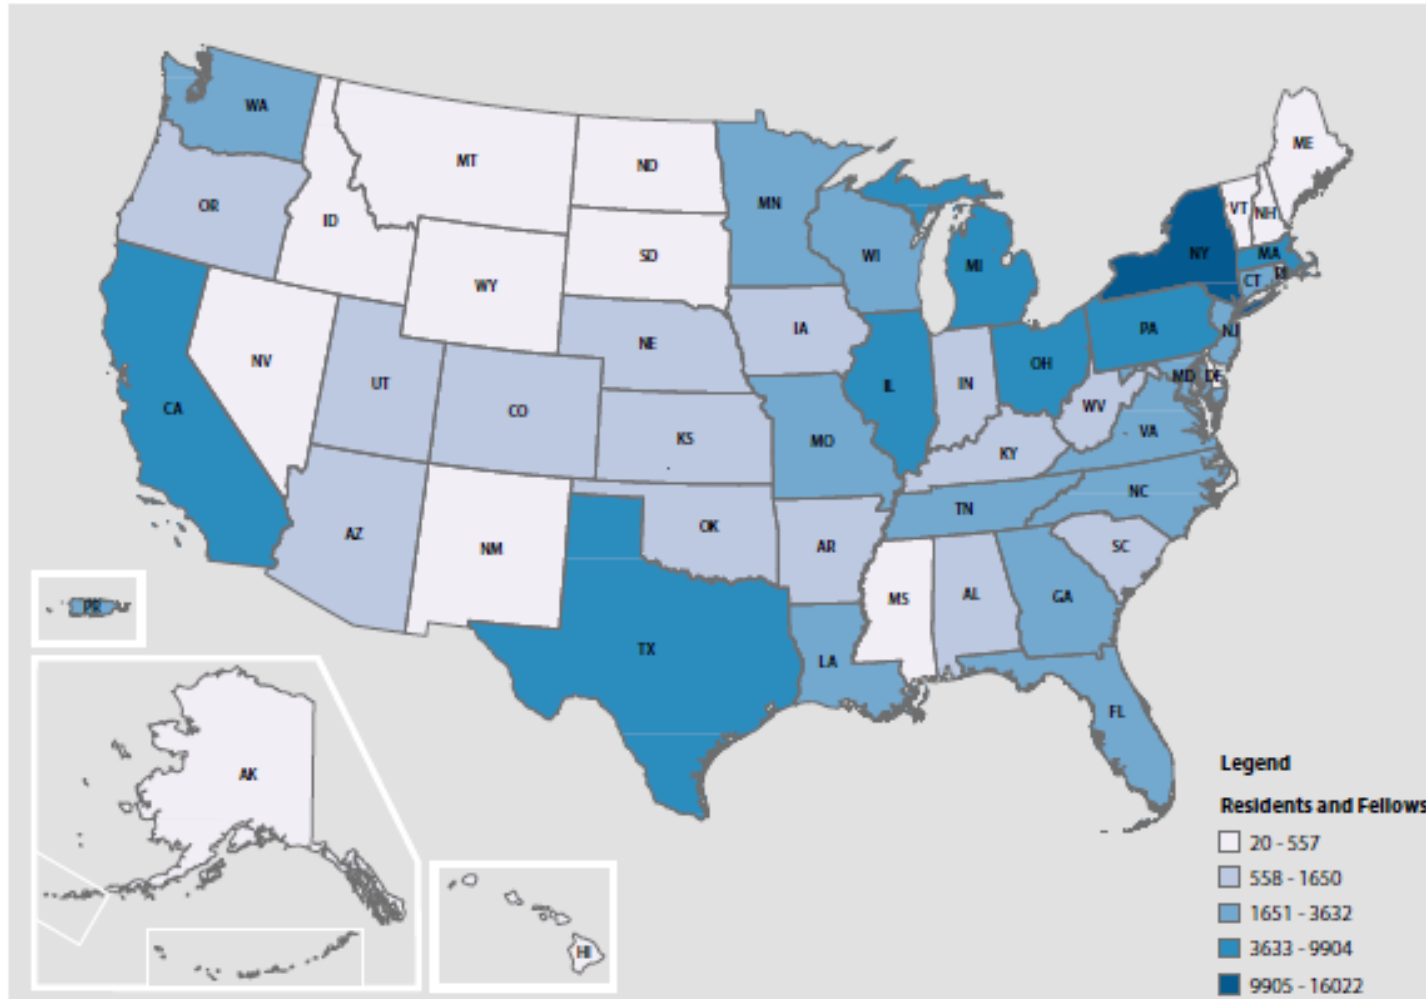 WA
ME
MT
ND
MN
VT
NH
OR
ID
NY
MA
SD
WI
MI
CT
RI
WY
PA
NJ
IA
NE
NV
OH
MD
DE
UT
IL
IN
CO
CA
WV
VA
KS
MO
KY
NC
TN
AZ
OK
NM
AR
SC
MS
AL
GA
PR
TX
LA
FL
AK
HI
Legend
Residents and Fellows
20 - 557
558 - 1650
1651 - 3632
3633 - 9904
9905 - 16022